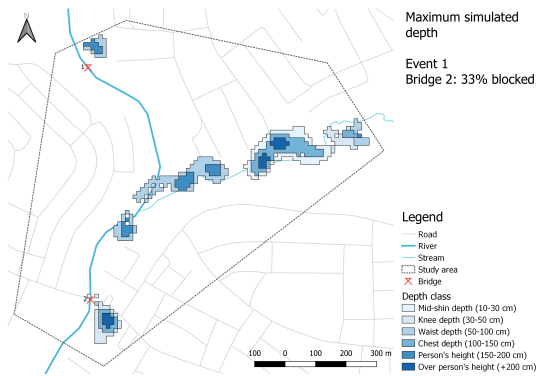 N
Maximum simulated
depth
Event 1
Bridge 2: 33% blocked
1
2
Legend
Road
River
Stream
Study area
Bridge
Depth class
Mid-shin depth (10-30 cm)
Knee depth (30-50 cm)
Waist depth (50-100 cm)
Chest depth (100-150 cm)
Person's height (150-200 cm)
Over person's height (+200 cm)
100 0 100 200 300 m